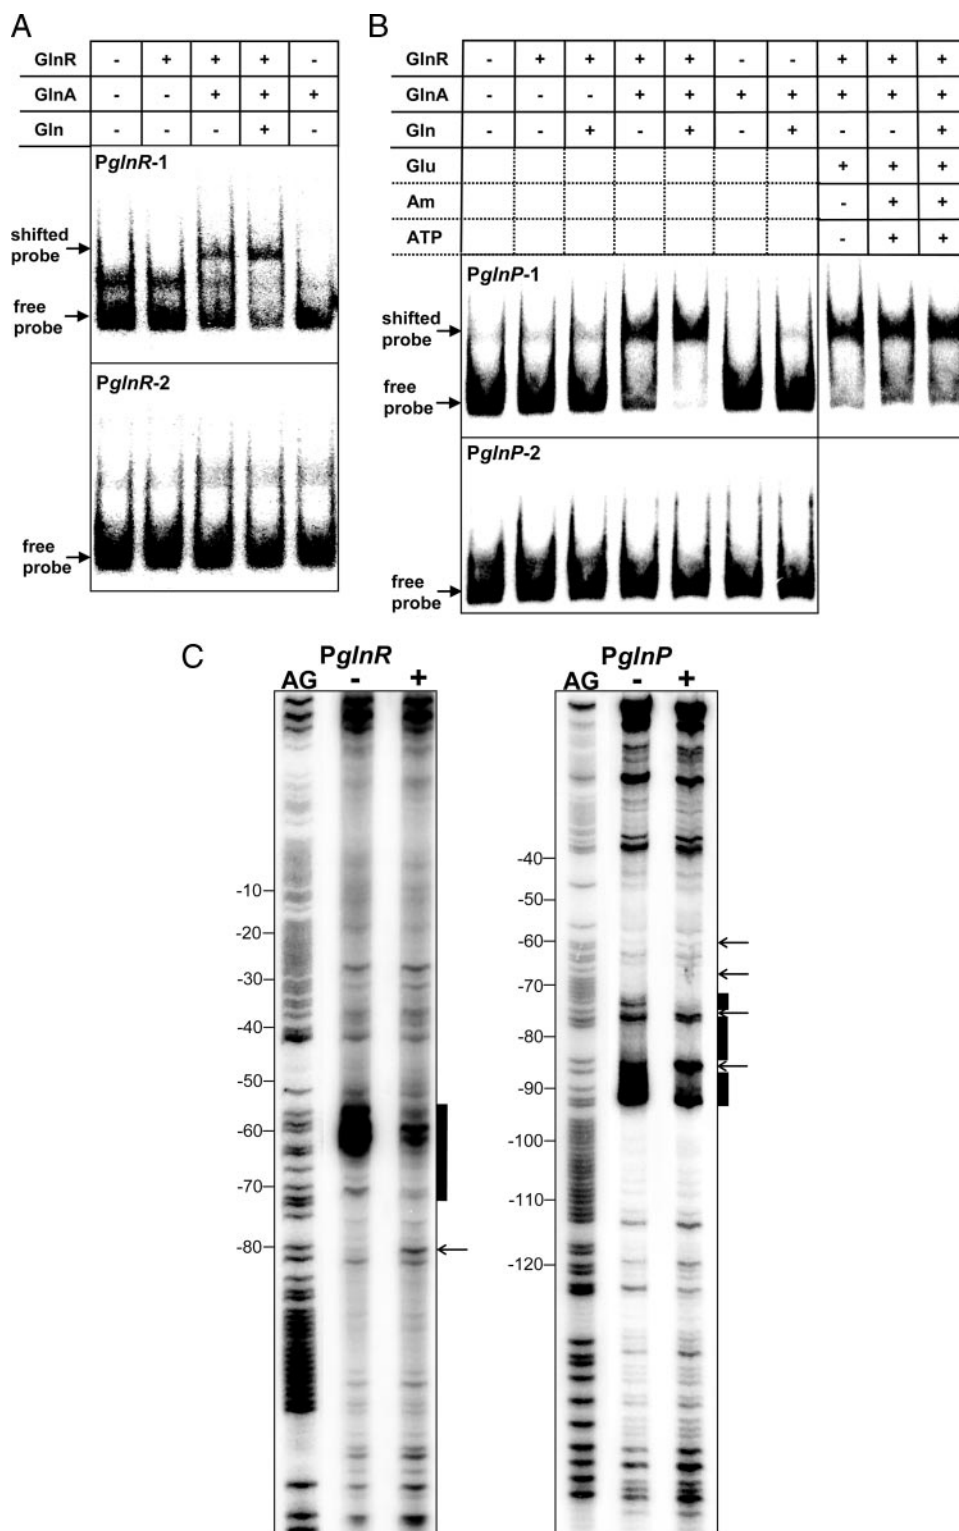 A
GlnR - + + + -
GlnA - - + + +
Gln - - - + -
PglnR-1
shifted
probe
free
probe
PglnR-2
free
probe
B
GlnR - + + + + - - + + +
GlnA - - - + + + + + + +
Gln - - + - + - + - - +
Glu + + +
Am - + +
ATP - + +
PglnP-1
shifted
probe
free
probe
PglnP-2
free
probe
C
PglnR
AG - +
-10
-20
-30
-40
-50
-60
-70
-80
PglnP
AG - +
-40
-50
-60
-70
-80
-90
-100
-110
-120